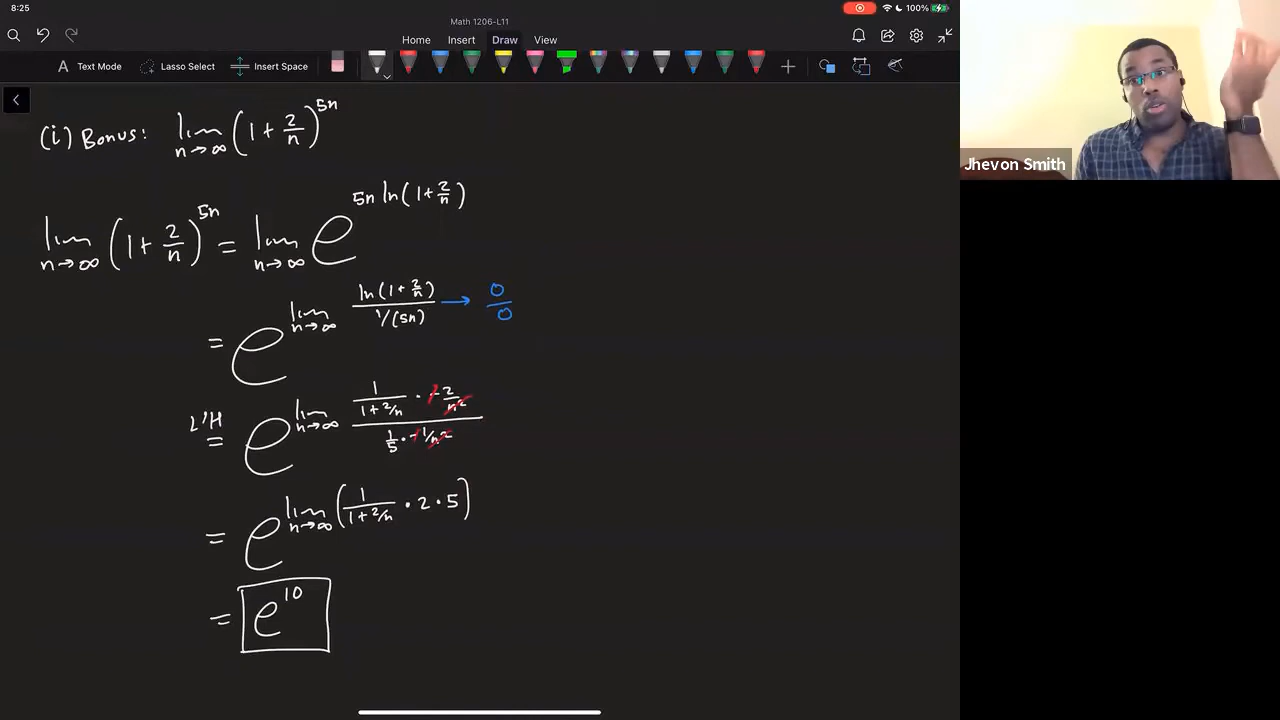 8:25
100%
Math 1206-L11
Home Insert Draw View
Text Mode Lasso Select Insert Space
(i) Bonus: lim n→∞ (1 + 2/n)^5n
lim n→∞ (1 + 2/n)^5n = lim n→∞ e^5n ln(1 + 2/n)
= e^lim n→∞ ln(1 + 2/n) / 1/(5n) → 0/0
L'H = e^lim n→∞ (1/(1 + 2/n) · -2/n²) / (1/5 · -1/n²)
= e^lim n→∞ (1/(1 + 2/n) · 2 · 5)
= e^10
Jhevon Smith